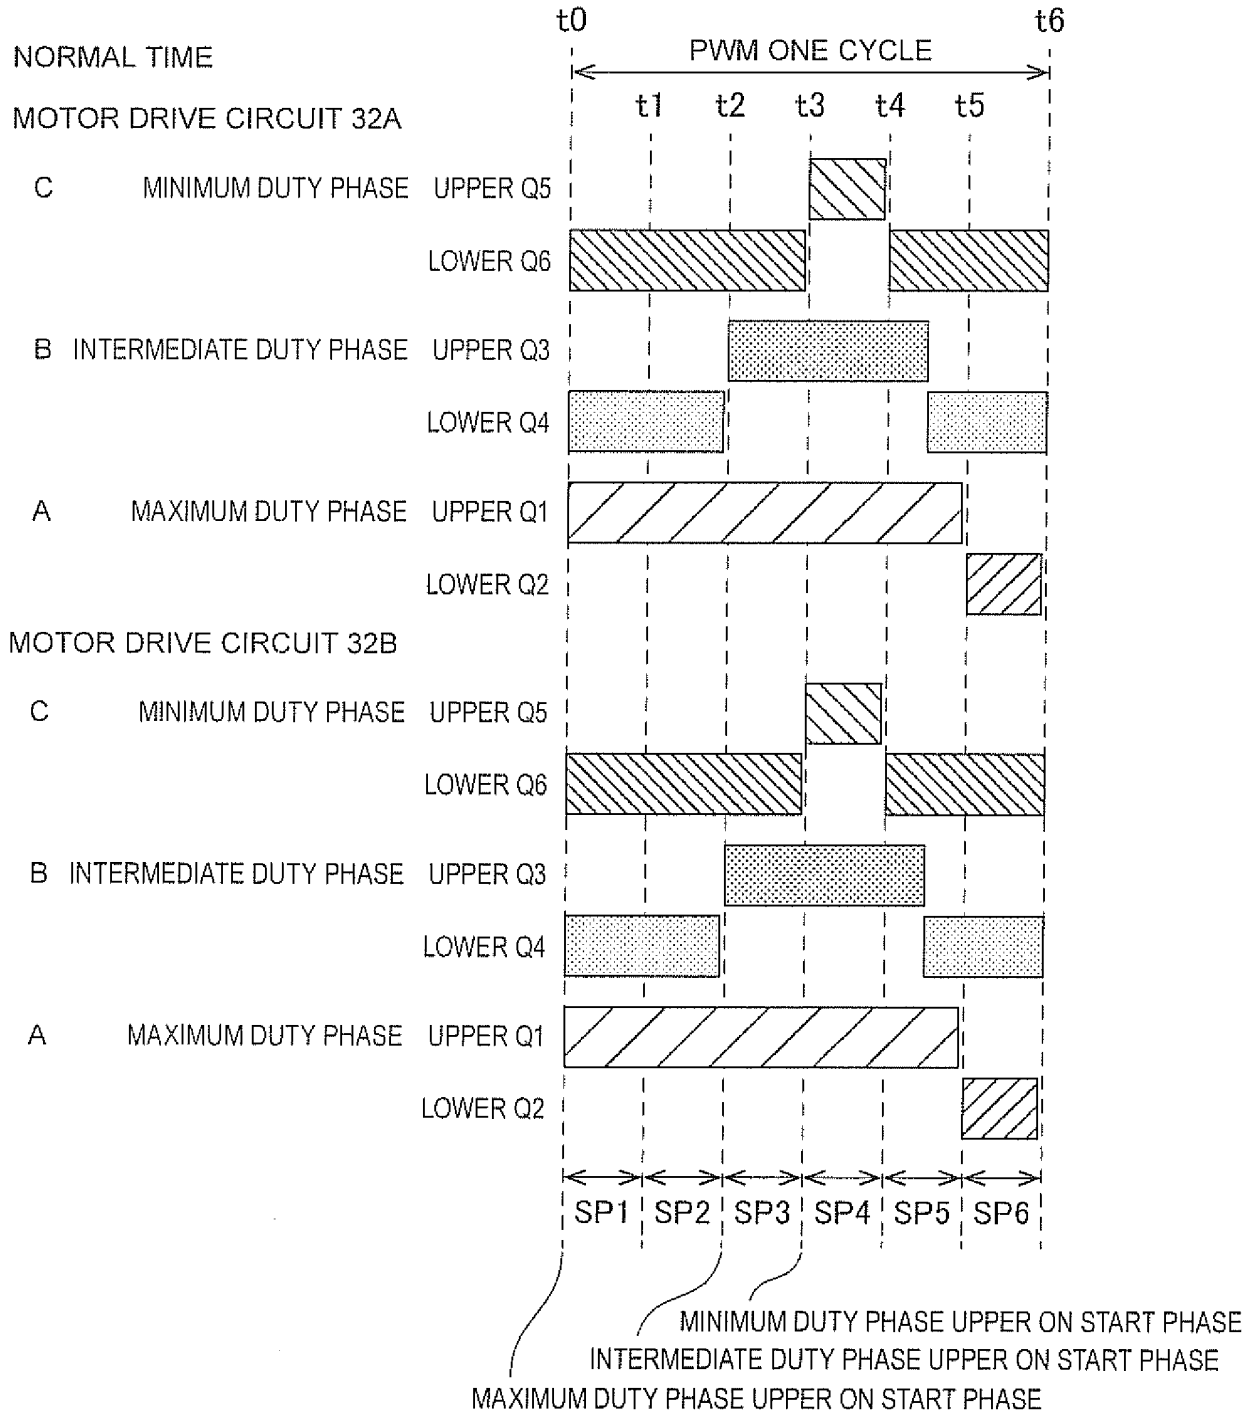 t0 t6
NORMAL TIME
PWM ONE CYCLE
MOTOR DRIVE CIRCUIT 32A
t1 t2 t3 t4 t5
C MINIMUM DUTY PHASE UPPER Q5
LOWER Q6
B INTERMEDIATE DUTY PHASE UPPER Q3
LOWER Q4
A MAXIMUM DUTY PHASE UPPER Q1
LOWER Q2
MOTOR DRIVE CIRCUIT 32B
C MINIMUM DUTY PHASE UPPER Q5
LOWER Q6
B INTERMEDIATE DUTY PHASE UPPER Q3
LOWER Q4
A MAXIMUM DUTY PHASE UPPER Q1
LOWER Q2
SP1 SP2 SP3 SP4 SP5 SP6
MINIMUM DUTY PHASE UPPER ON START PHASE
INTERMEDIATE DUTY PHASE UPPER ON START PHASE
MAXIMUM DUTY PHASE UPPER ON START PHASE